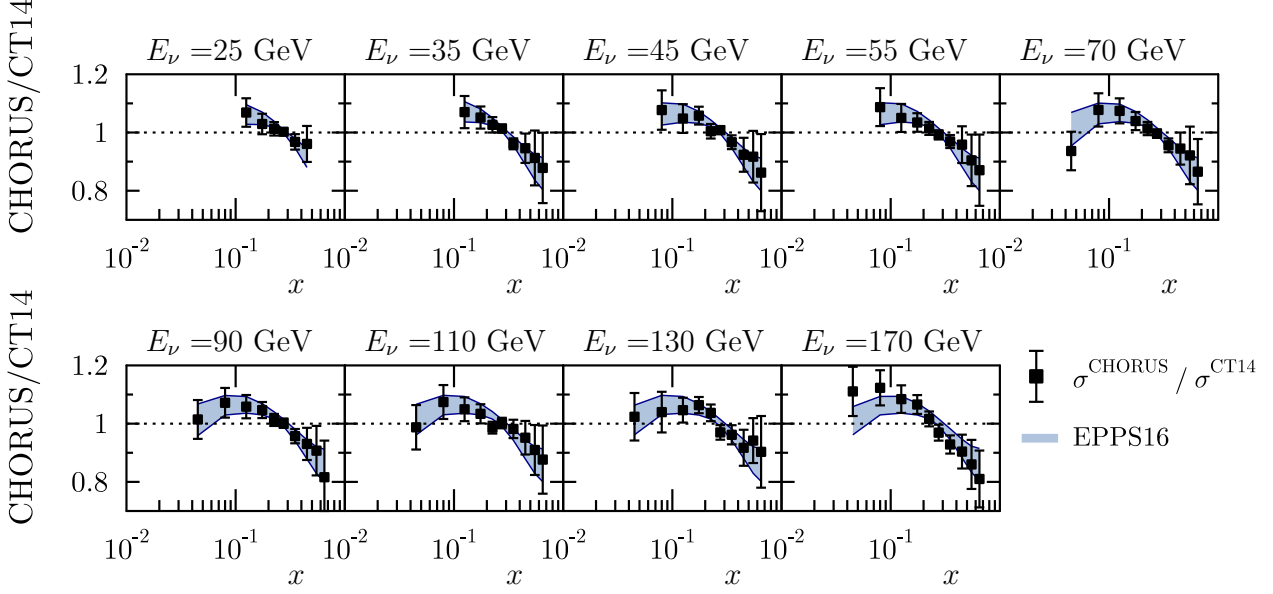 E_ν =25 GeV E_ν =35 GeV E_ν =45 GeV E_ν =55 GeV E_ν =70 GeV
CHORUS/CT14
1.2
1
0.8
10^-2 10^-1 10^-2 10^-1 10^-2 10^-1 10^-2 10^-1 10^-2 10^-1
x x x x x
E_ν =90 GeV E_ν =110 GeV E_ν =130 GeV E_ν =170 GeV
CHORUS/CT14
1.2
1
0.8
10^-2 10^-1 10^-2 10^-1 10^-2 10^-1 10^-2 10^-1
x x x x
σ^CHORUS / σ^CT14
EPPS16